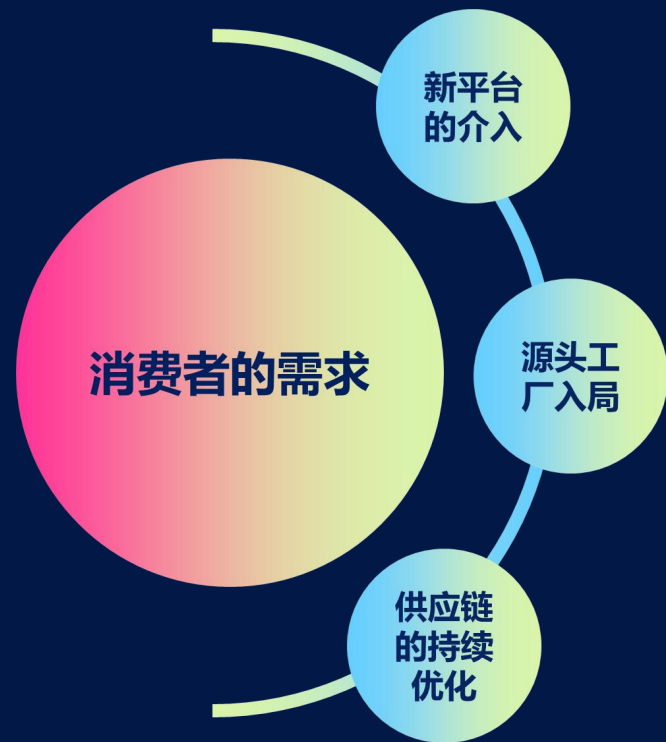 新平台
的介入
消费者的需求
源头工
厂入局
供应链
的持续
优化